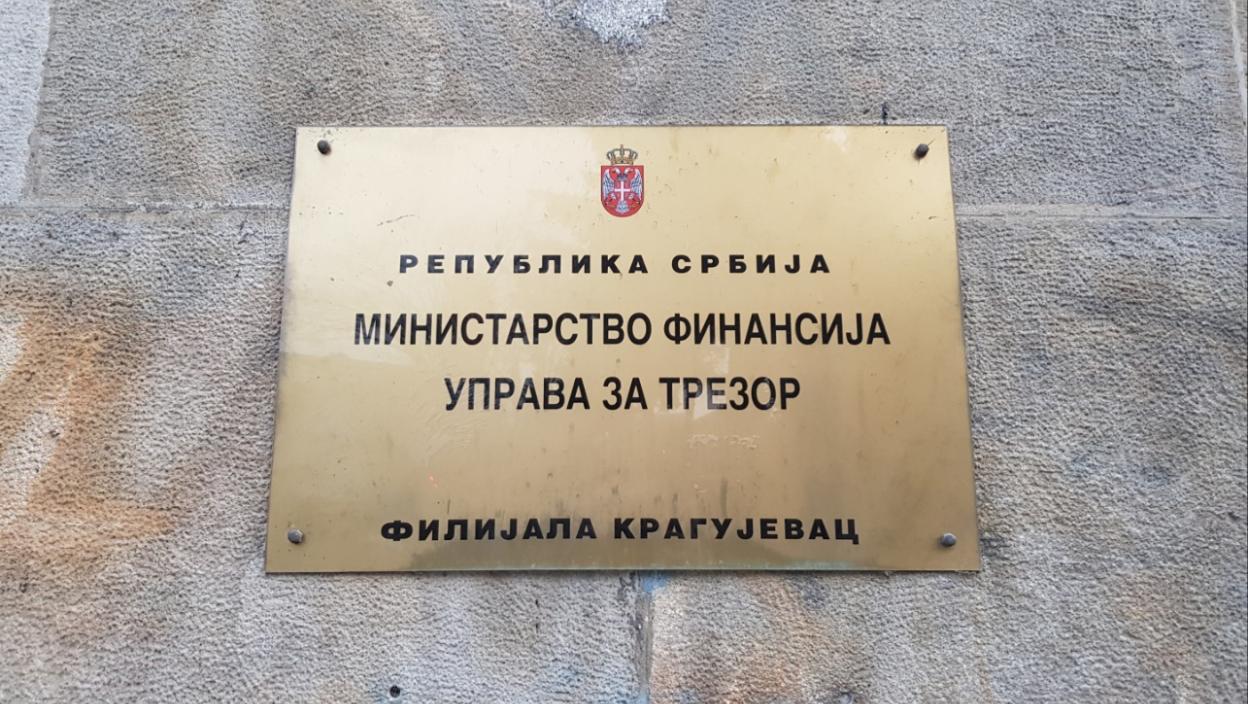 РЕПУБЛИКА СРБИЈА
МИНИСТАРСТВО ФИНАНСИЈА
УПРАВА ЗА ТРЕЗОР
ФИЛИЈАЛА КРАГУЈЕВАЦ